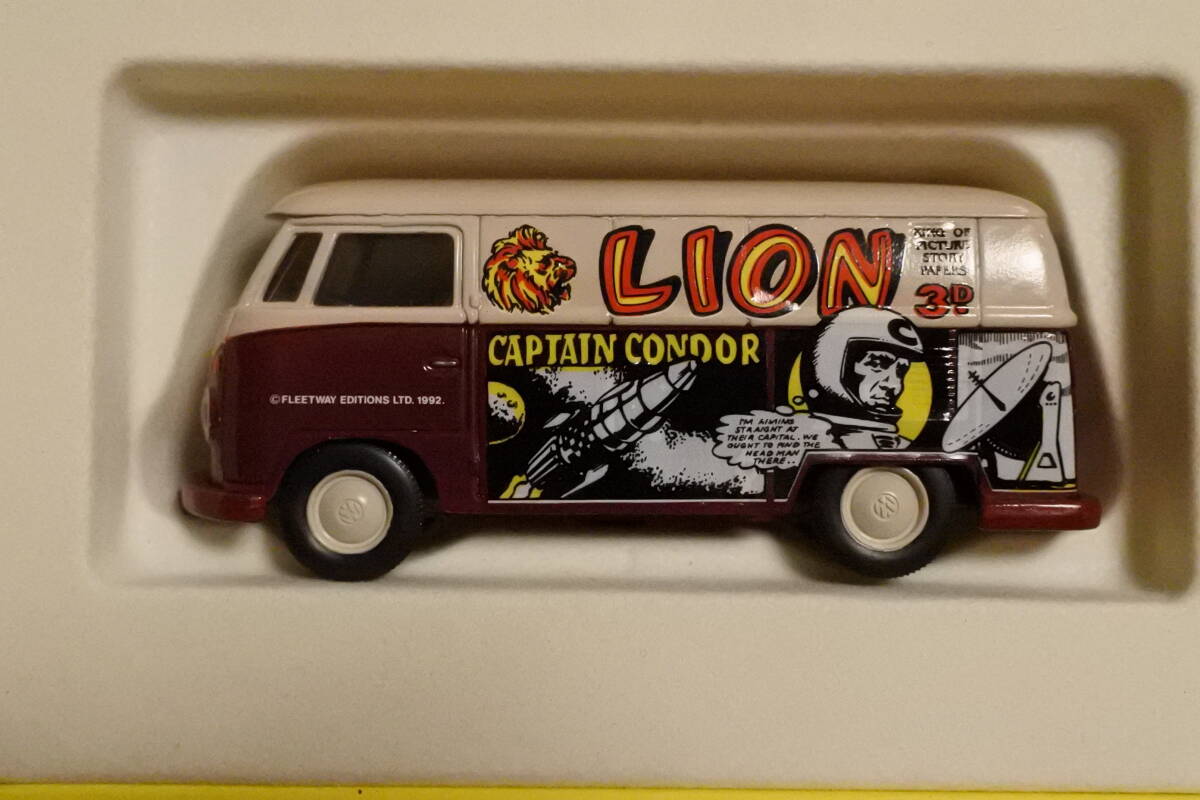 LION
KING OF
PICTURE
STORY
PAPERS
3D
CAPTAIN CONDOR
©FLEETWAY EDITIONS LTD. 1992.
I'M AIMING
STRAIGHT AT
THEIR CAPITAL. WE
OUGHT TO FIND THE
HEAD MAN
THERE..